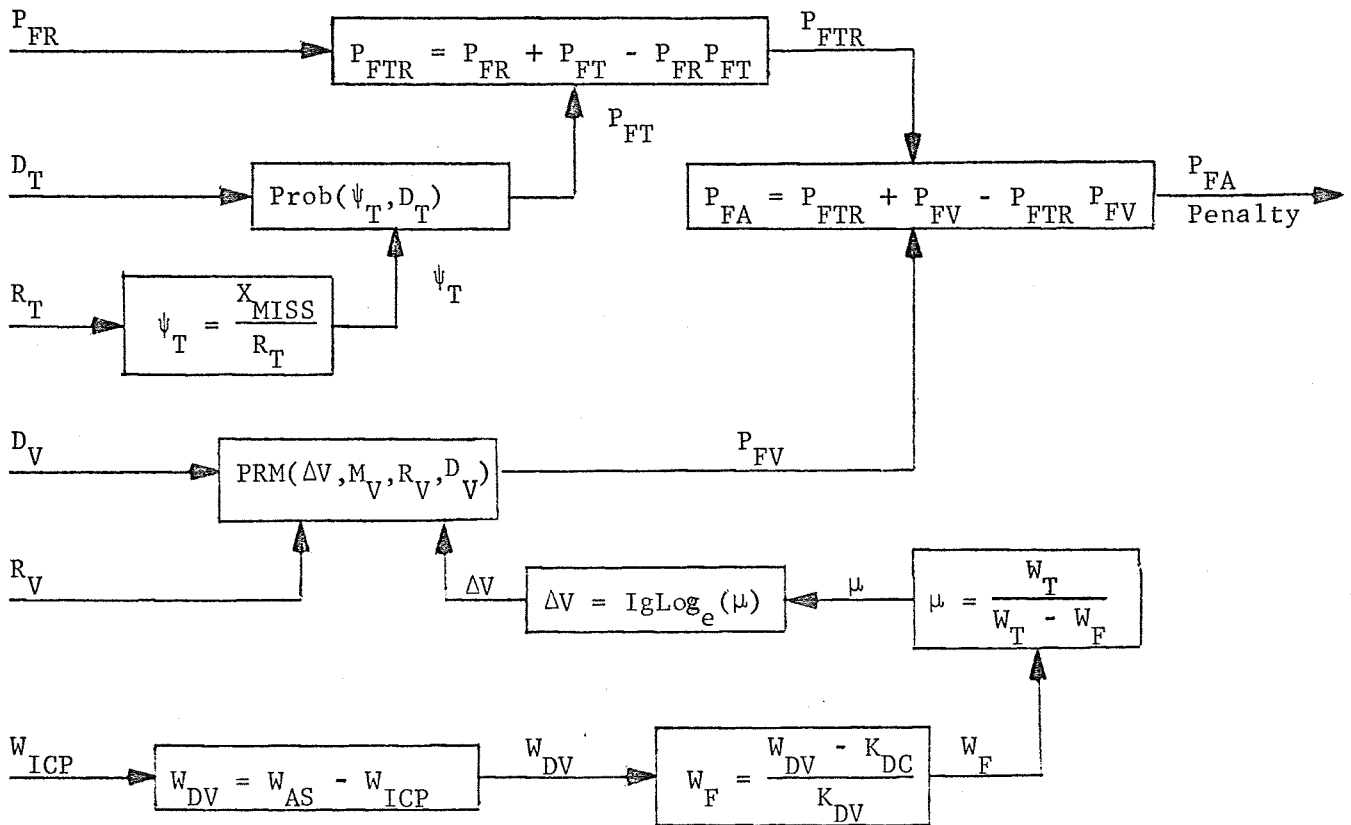 P_FR
P_FTR = P_FR + P_FT - P_FR P_FT
P_FTR
P_FT
D_T
Prob(ψ_T,D_T)
P_FA = P_FTR + P_FV - P_FTR P_FV
P_FA
Penalty
R_T
ψ_T = X_MISS / R_T
ψ_T
D_V
PRM(ΔV,M_V,R_V,D_V)
P_FV
R_V
ΔV
ΔV = IgLog_e(μ)
μ
μ = W_T / W_T - W_F
W_ICP
W_DV = W_AS - W_ICP
W_DV
W_F = W_DV - K_DC / K_DV
W_F